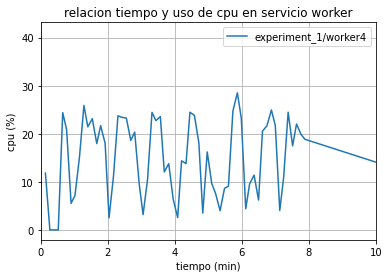 relacion tiempo y uso de cpu en servicio worker
experiment_1/worker4
40
30
20
10
0
cpu (%)
0 2 4 6 8 10
tiempo (min)